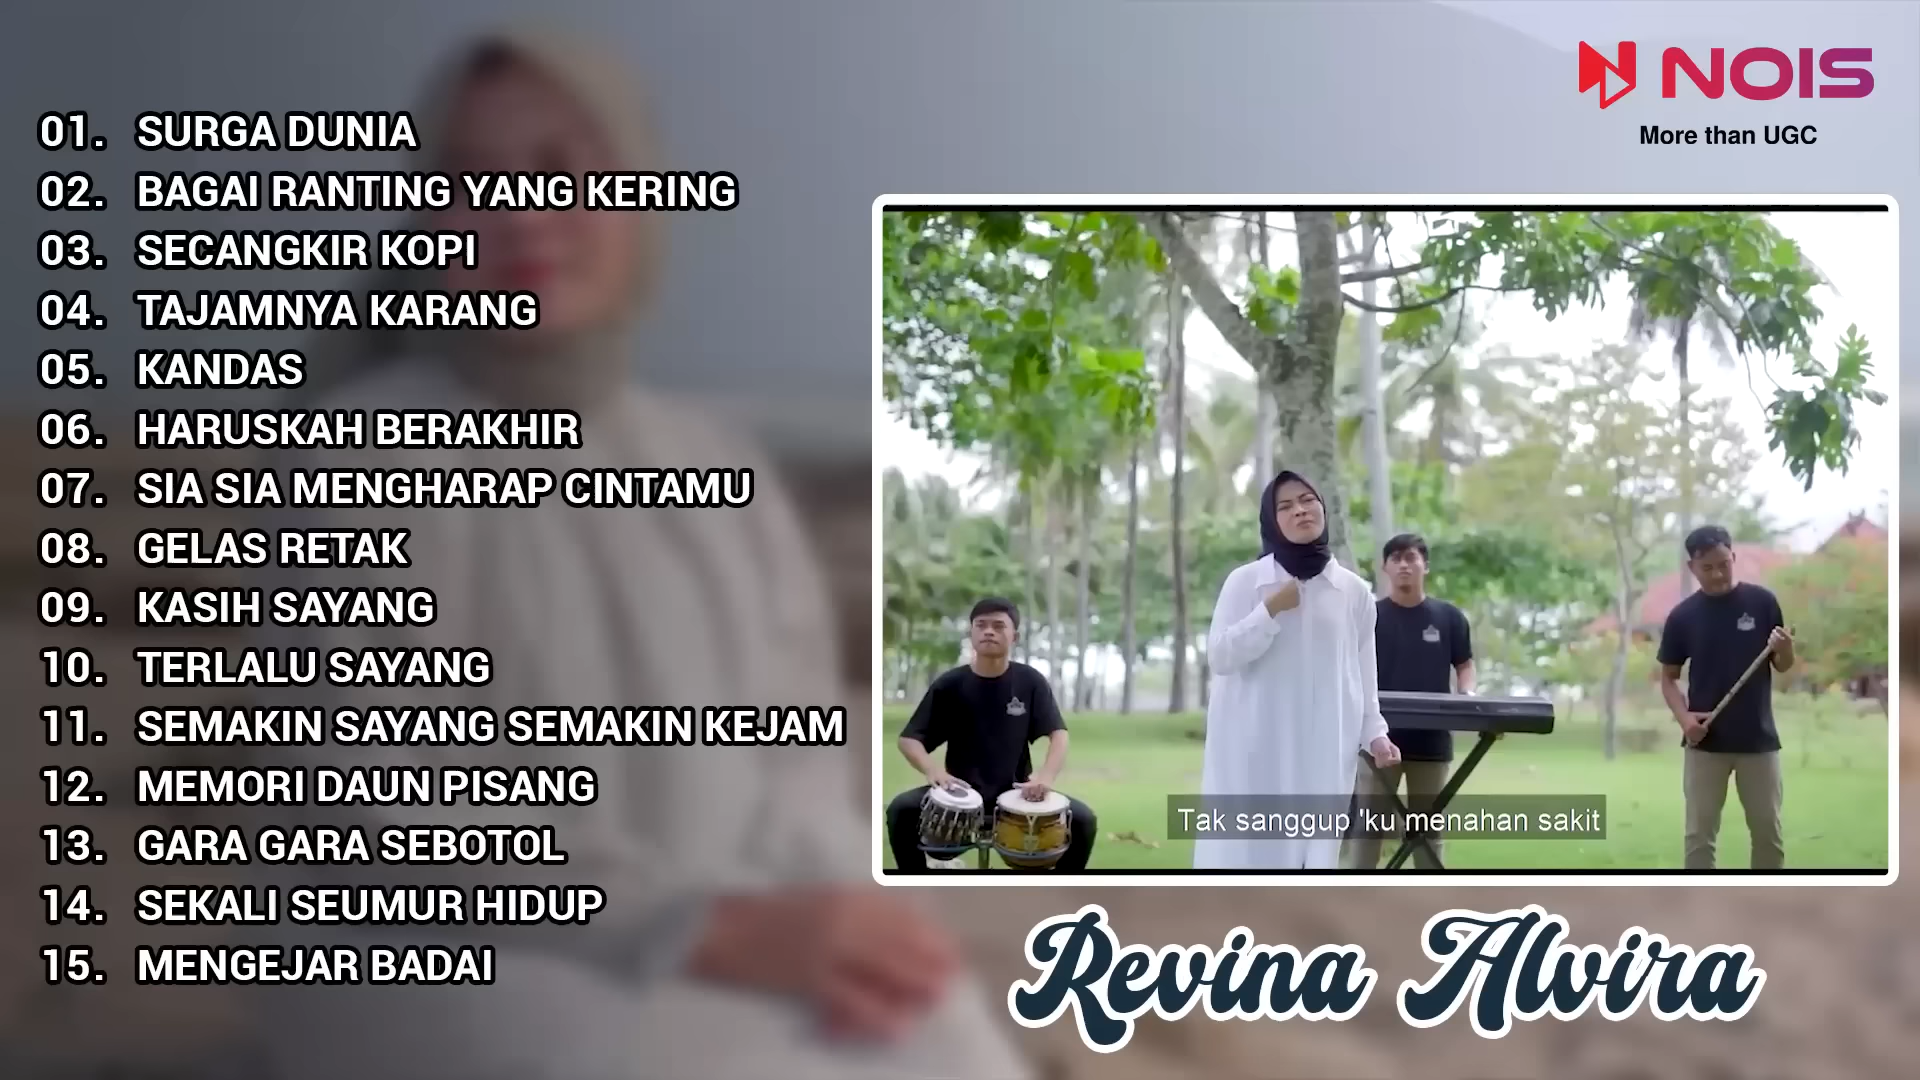 01. SURGA DUNIA
02. BAGAI RANTING YANG KERING
03. SECANGKIR KOPI
04. TAJAMNYA KARANG
05. KANDAS
06. HARUSKAH BERAKHIR
07. SIA SIA MENGHARAP CINTAMU
08. GELAS RETAK
09. KASIH SAYANG
10. TERLALU SAYANG
11. SEMAKIN SAYANG SEMAKIN KEJAM
12. MEMORI DAUN PISANG
13. GARA GARA SEBOTOL
14. SEKALI SEUMUR HIDUP
15. MENGEJAR BADAI
NOIS
More than UGC
Tak sanggup 'ku menahan sakit
Revina Alvira